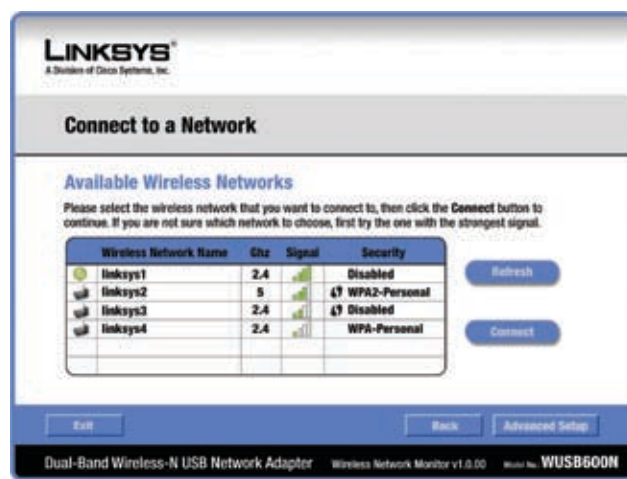 LINKSYS®
A Division of Cisco Systems, Inc.
Connect to a Network
Available Wireless Networks
Please select the wireless network that you want to connect to, then click the Connect button to
continue. If you are not sure which network to choose, first try the one with the strongest signal.
Wireless Network Name Ghz Signal Security
linksys1 2.4 Disabled
linksys2 5 WPA2-Personal
linksys3 2.4 Disabled
linksys4 2.4 WPA-Personal
Refresh
Connect
Exit Back Advanced Setup
Dual-Band Wireless-N USB Network Adapter Wireless Network Monitor v1.0.00 Model No. WUSB600N